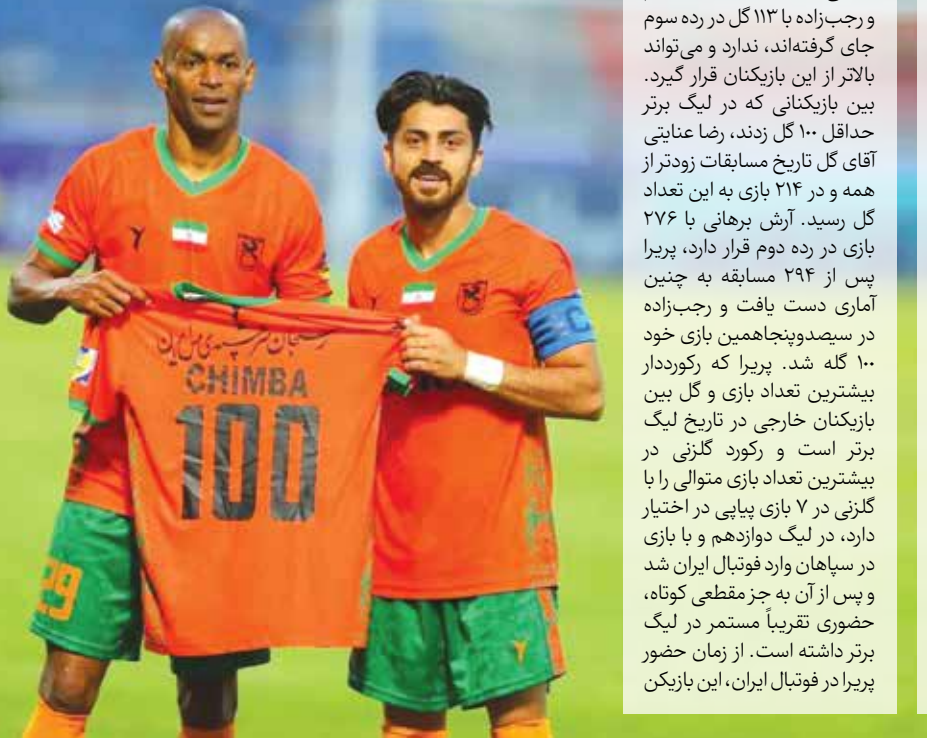 و رجب‌زاده با ۱۱۳ گل در رده سوم
جای گرفته‌اند، ندارد و می‌تواند
بالاتر از این بازیکنان قرار گیرد.
بین بازیکنانی که در لیگ برتر
حداقل ۱۰۰ گل زدند، رضا عنایتی
آقای گل تاریخ مسابقات زودتر از
همه و در ۲۱۴ بازی به این تعداد
گل رسید. آرش برهانی با ۲۷۶
بازی در رده دوم قرار دارد، پریرا
پس از ۲۹۴ مسابقه به چنین
آماری دست یافت و رجب‌زاده
در سیصدوپنجاهمین بازی خود
۱۰۰ گله شد. پریرا که رکورددار
بیشترین تعداد بازی و گل بین
بازیکنان خارجی در تاریخ لیگ
برتر است و رکورد گلزنی در
بیشترین تعداد بازی متوالی را با
گلزنی در ۷ بازی پیاپی در اختیار
دارد، در لیگ دوازدهم و با بازی
در سپاهان وارد فوتبال ایران شد
و پس از آن به جز مقطعی کوتاه،
حضوری تقریباً مستمر در لیگ
برتر داشته است. از زمان حضور
پریرا در فوتبال ایران، این بازیکن
CHIMBA
100
29
C